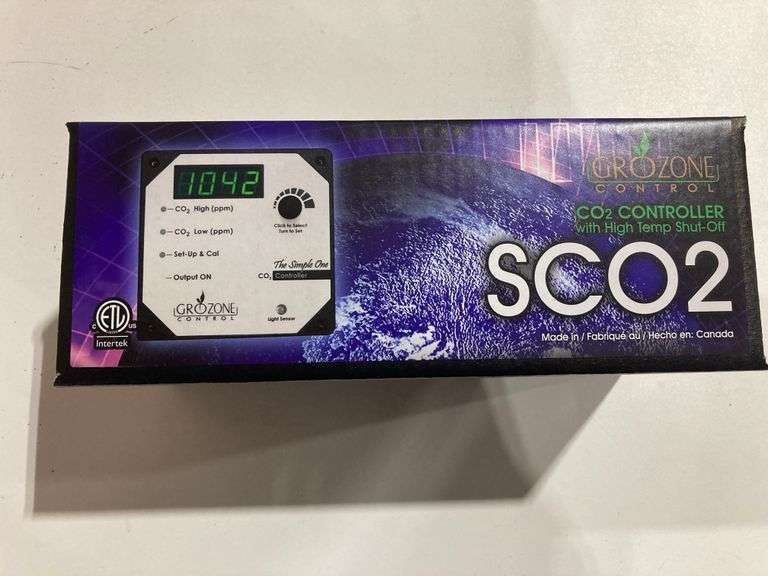 1042
CO2 High (ppm)
CO2 Low (ppm)
Click to Select
Turn to Set
Set-Up & Cal
The Simple One
Output ON
CO2 Controller
GROZONE
CONTROL
Light Sensor
ETL
C US
Intertek
GROZONE
CONTROL
CO2 CONTROLLER
with High Temp Shut-Off
SCO2
Made in / Fabriqué au / Hecho en: Canada